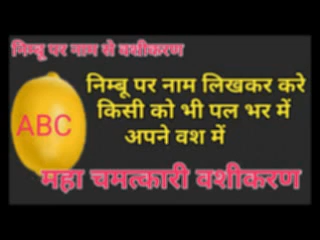 निम्बू पर नाम से वशीकरण
निम्बू पर नाम लिखकर करे
किसी को भी पल भर में
अपने वश में
ABC
महा चमत्कारी वशीकरण